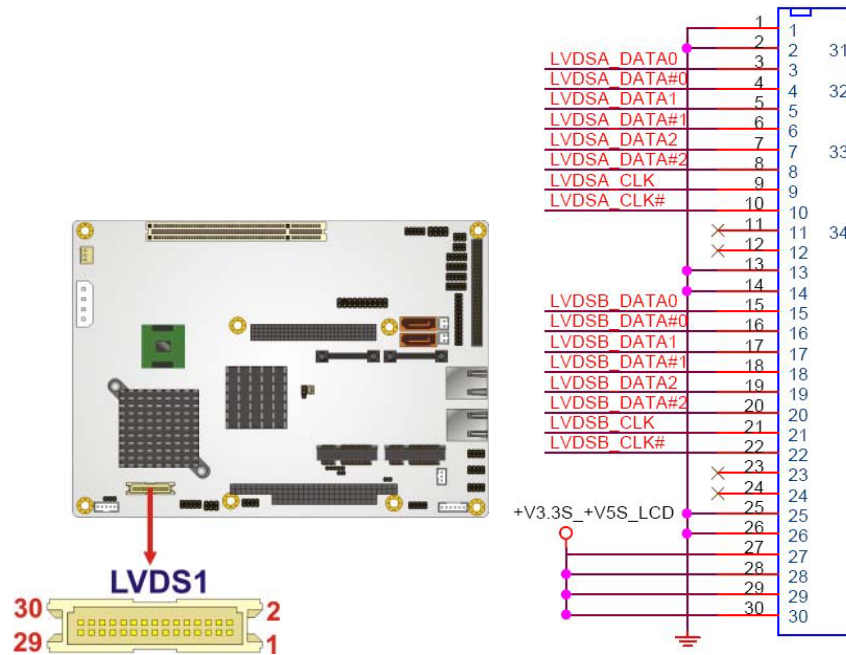 LVDS1
30
2
29
1
1 1
2 2 31
LVDSA_DATA0 3 3
LVDSA_DATA#0 4 4 32
LVDSA_DATA1 5 5
LVDSA_DATA#1 6 6
LVDSA_DATA2 7 7 33
LVDSA_DATA#2 8 8
LVDSA_CLK 9 9
LVDSA_CLK# 10 10
11 11 34
12 12
13 13
14 14
LVDSB_DATA0 15 15
LVDSB_DATA#0 16 16
LVDSB_DATA1 17 17
LVDSB_DATA#1 18 18
LVDSB_DATA2 19 19
LVDSB_DATA#2 20 20
LVDSB_CLK 21 21
LVDSB_CLK# 22 22
23 23
24 24
25 25
+V3.3S_+V5S_LCD 26 26
27 27
28 28
29 29
30 30